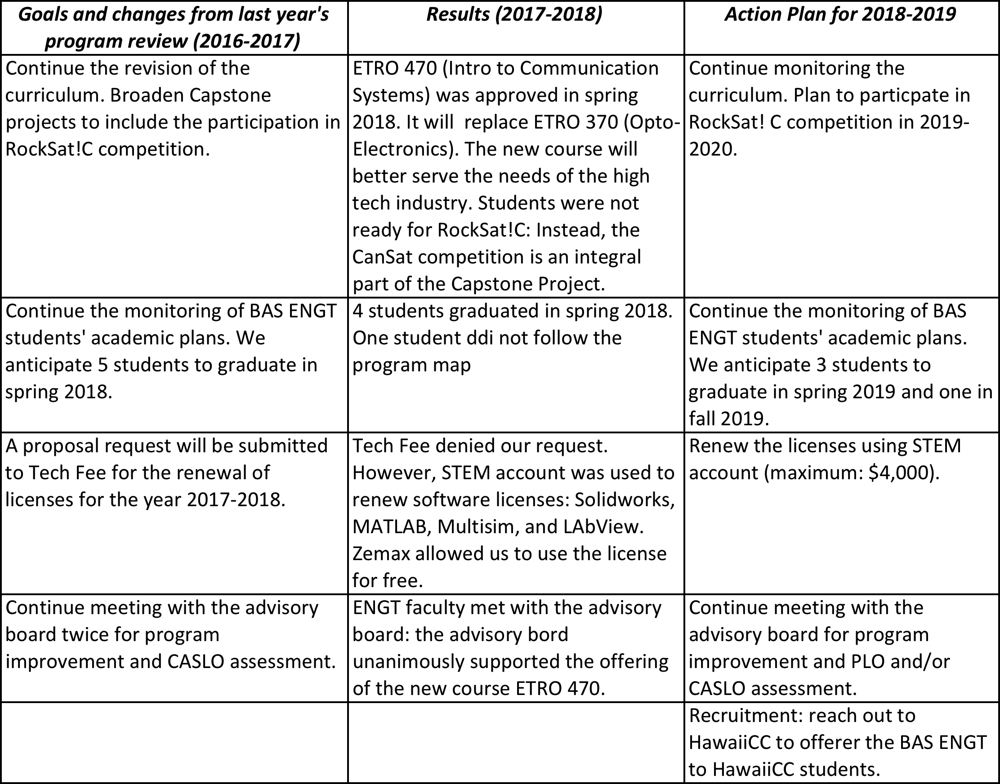 Goals and changes from last year's
program review (2016-2017)
Results (2017-2018)
Action Plan for 2018-2019
Continue the revision of the
curriculum. Broaden Capstone
projects to include the participation in
RockSat!C competition.
ETRO 470 (Intro to Communication
Systems) was approved in spring
2018. It will  replace ETRO 370 (Opto-
Electronics). The new course will
better serve the needs of the high
tech industry. Students were not
ready for RockSat!C: Instead, the
CanSat competition is an integral
part of the Capstone Project.
Continue monitoring the
curriculum. Plan to particpate in
RockSat! C competition in 2019-
2020.
Continue the monitoring of BAS ENGT
students' academic plans. We
anticipate 5 students to graduate in
spring 2018.
4 students graduated in spring 2018.
One student ddi not follow the
program map
Continue the monitoring of BAS
ENGT students' academic plans.
We anticipate 3 students to
graduate in spring 2019 and one in
fall 2019.
A proposal request will be submitted
to Tech Fee for the renewal of
licenses for the year 2017-2018.
Tech Fee denied our request.
However, STEM account was used to
renew software licenses: Solidworks,
MATLAB, Multisim, and LAbView.
Zemax allowed us to use the license
for free.
Renew the licenses using STEM
account (maximum: $4,000).
Continue meeting with the advisory
board twice for program
improvement and CASLO assessment.
ENGT faculty met with the advisory
board: the advisory bord
unanimously supported the offering
of the new course ETRO 470.
Continue meeting with the
advisory board for program
improvement and PLO and/or
CASLO assessment.
Recruitment: reach out to
HawaiiCC to offerer the BAS ENGT
to HawaiiCC students.